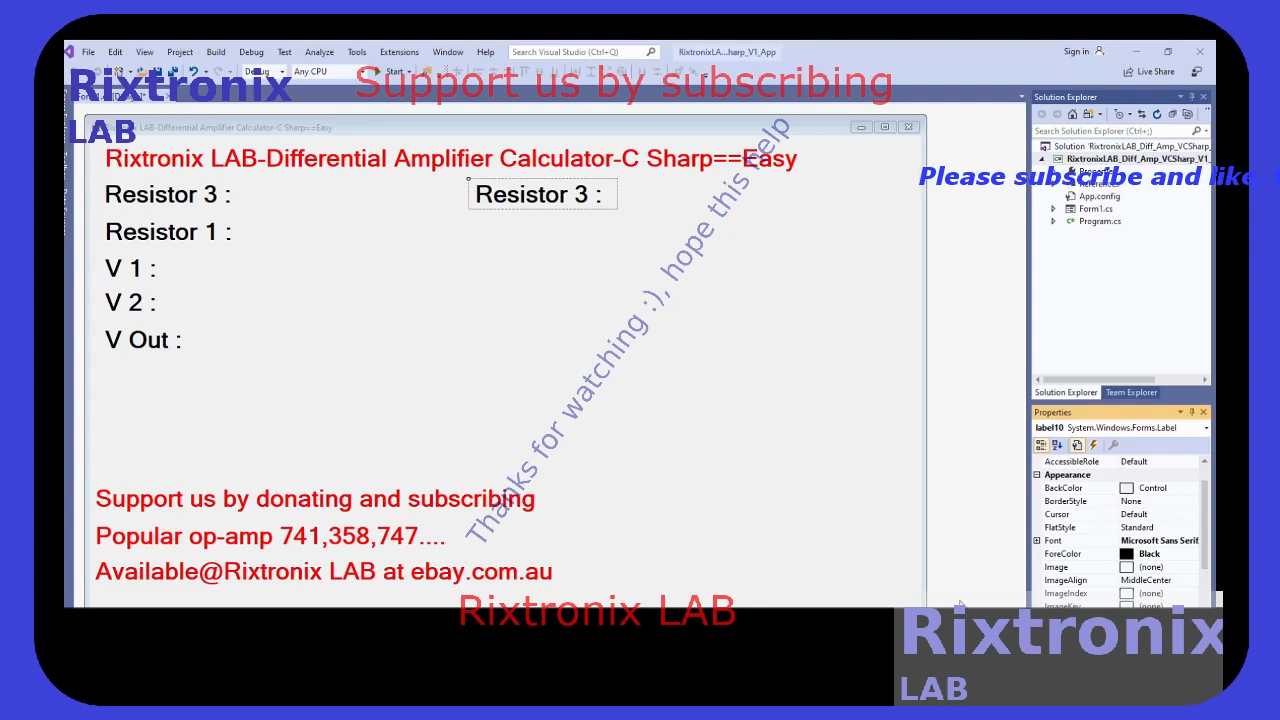 File Edit View Project Build Debug Test Analyze Tools Extensions Window Help Search Visual Studio (Ctrl+Q) RixtronixLA...harp_V1_App Sign in
Debug Any CPU Start Live Share
Support us by subscribing
Rixtronix
LAB
LAB-Differential Amplifier Calculator-C Sharp==Easy
Rixtronix LAB-Differential Amplifier Calculator-C Sharp==Easy
Resistor 3 :
Resistor 3 :
Resistor 1 :
V 1 :
V 2 :
V Out :
Thanks for watching :), hope this help
Support us by donating and subscribing
Popular op-amp 741,358,747....
Available@Rixtronix LAB at ebay.com.au
Rixtronix LAB
Solution Explorer
Search Solution Explorer (Ctrl+;)
Solution 'RixtronixLAB_Diff_Amp_VCSharp_
RixtronixLAB_Diff_Amp_VCSharp_V1_
Please subscribe and like,
App.config
Form1.cs
Program.cs
Solution Explorer Team Explorer
Properties
label10 System.Windows.Forms.Label
AccessibleRole Default
Appearance
BackColor Control
BorderStyle None
Cursor Default
FlatStyle Standard
Font Microsoft Sans Serif
ForeColor Black
Image (none)
ImageAlign MiddleCenter
ImageIndex (none)
ImageKey
Rixtronix
LAB